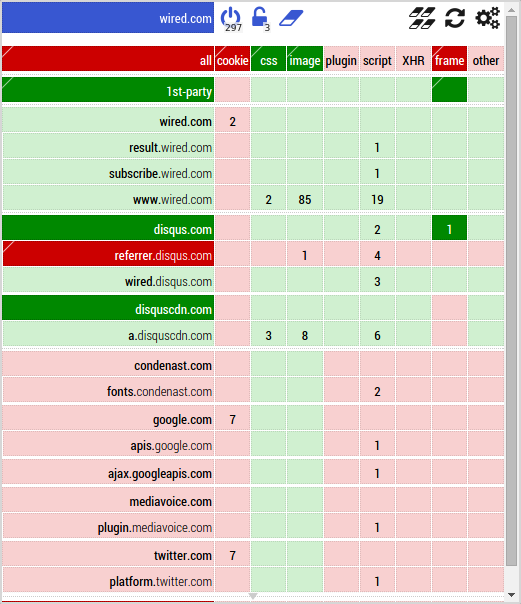 wired.com 297 3
all cookie css image plugin script XHR frame other
1st-party
wired.com 2
result.wired.com 1
subscribe.wired.com 1
www.wired.com 2 85 19
disqus.com 2 1
referrer.disqus.com 1 4
wired.disqus.com 3
disquscdn.com
a.disquscdn.com 3 8 6
condenast.com
fonts.condenast.com 2
google.com 7
apis.google.com 1
ajax.googleapis.com 1
mediavoice.com
plugin.mediavoice.com 1
twitter.com 7
platform.twitter.com 1